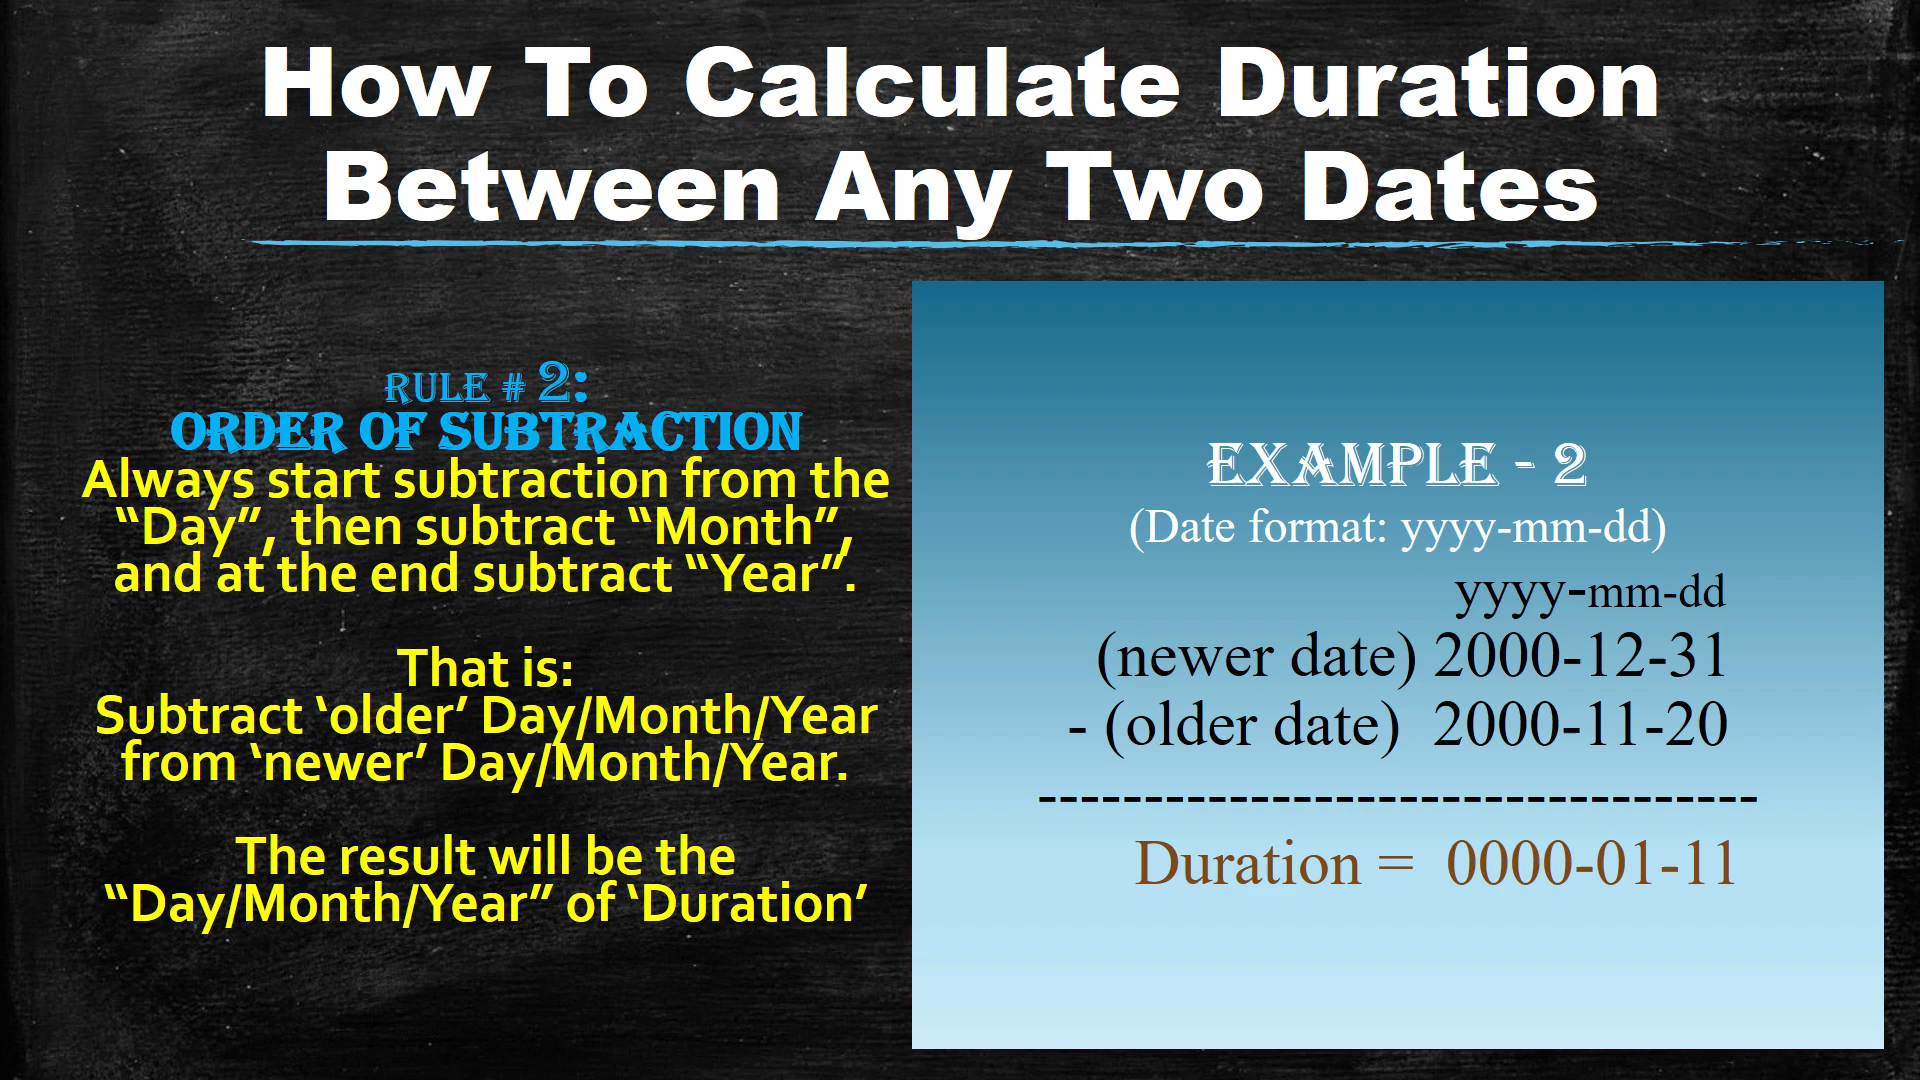 How To Calculate Duration
Between Any Two Dates
RULE # 2:
ORDER OF SUBTRACTION
Always start subtraction from the
“Day”, then subtract “Month”,
and at the end subtract “Year”.
That is:
Subtract ‘older’ Day/Month/Year
from ‘newer’ Day/Month/Year.
The result will be the
“Day/Month/Year” of ‘Duration’
EXAMPLE - 2
(Date format: yyyy-mm-dd)
yyyy-mm-dd
(newer date) 2000-12-31
- (older date) 2000-11-20
----------------------------------
Duration = 0000-01-11